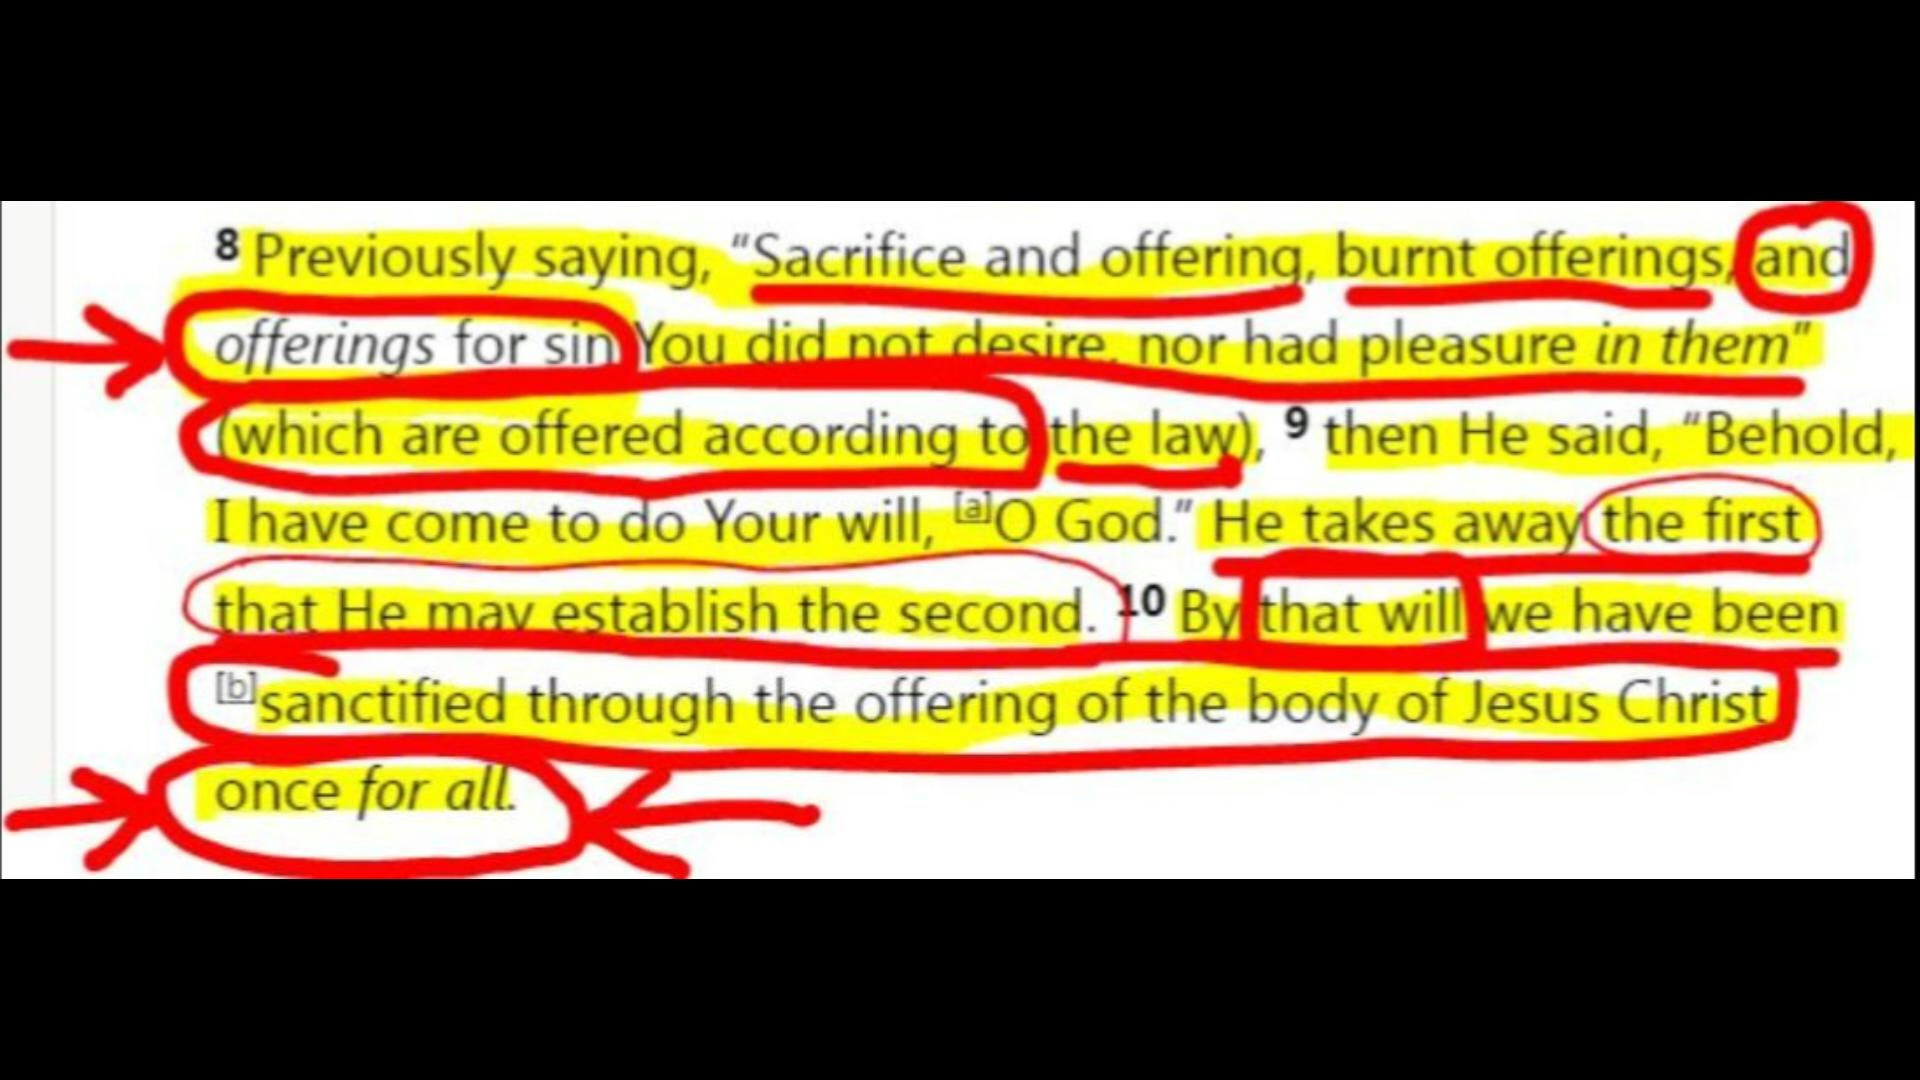 8 Previously saying, “Sacrifice and offering, burnt offerings, and
offerings for sin You did not desire, nor had pleasure in them”
(which are offered according to the law), 9 then He said, “Behold,
I have come to do Your will, [a]O God.” He takes away the first
that He may establish the second. 10 By that will we have been
[b]sanctified through the offering of the body of Jesus Christ
once for all.